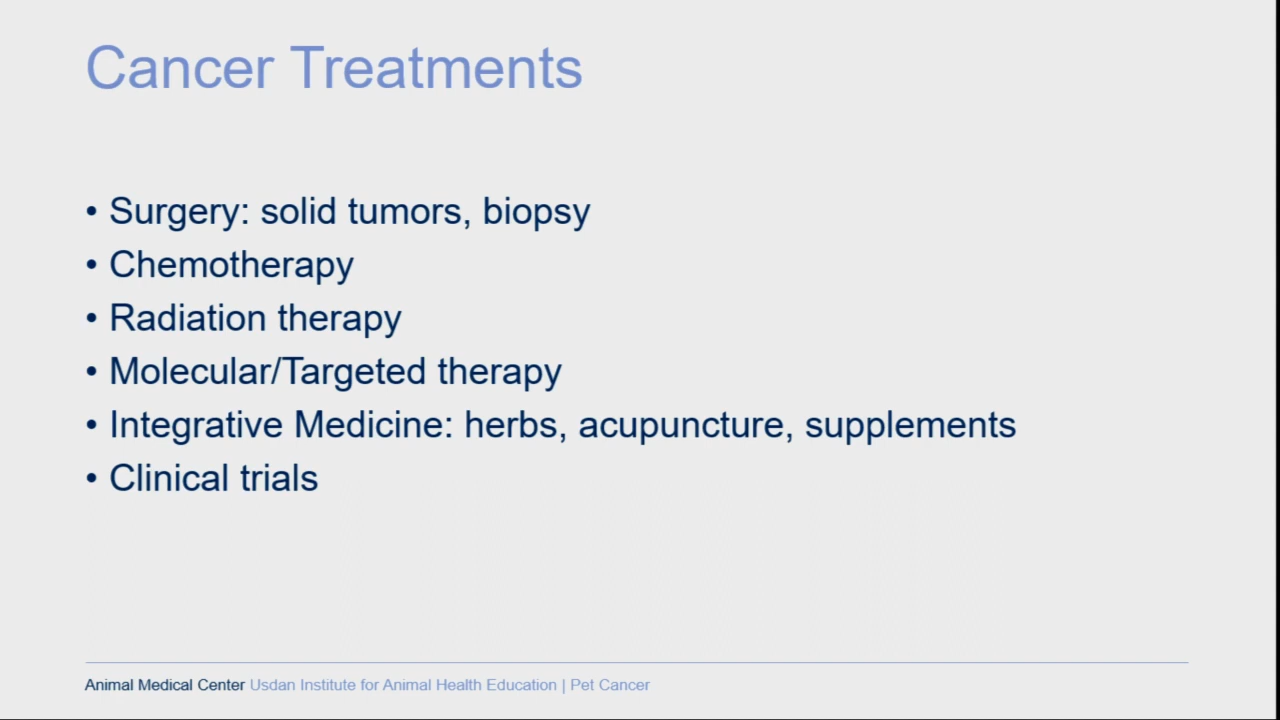 Cancer Treatments
• Surgery: solid tumors, biopsy
• Chemotherapy
• Radiation therapy
• Molecular/Targeted therapy
• Integrative Medicine: herbs, acupuncture, supplements
• Clinical trials
Animal Medical Center Usdan Institute for Animal Health Education | Pet Cancer